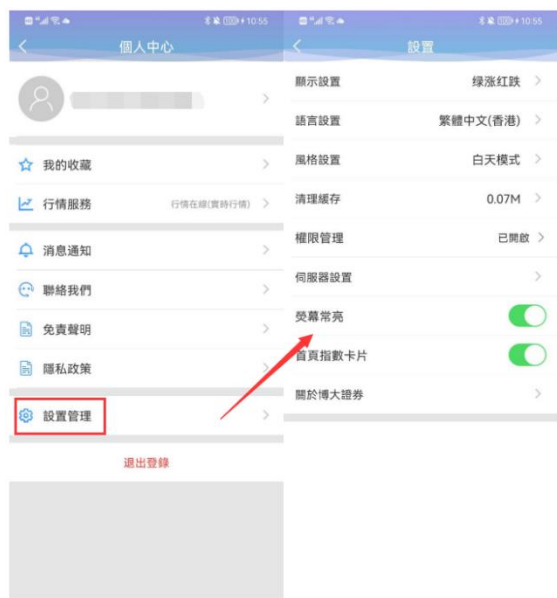 10:55
個人中心
我的收藏
行情服務 行情在線(實時行情)
消息通知
聯絡我們
免責聲明
隱私政策
設置管理
退出登錄
10:55
設置
顯示設置 绿涨红跌
語言設置 繁體中文(香港)
風格設置 白天模式
清理緩存 0.07M
權限管理 已開啟
伺服器設置
熒幕常亮
首頁指數卡片
關於博大證券